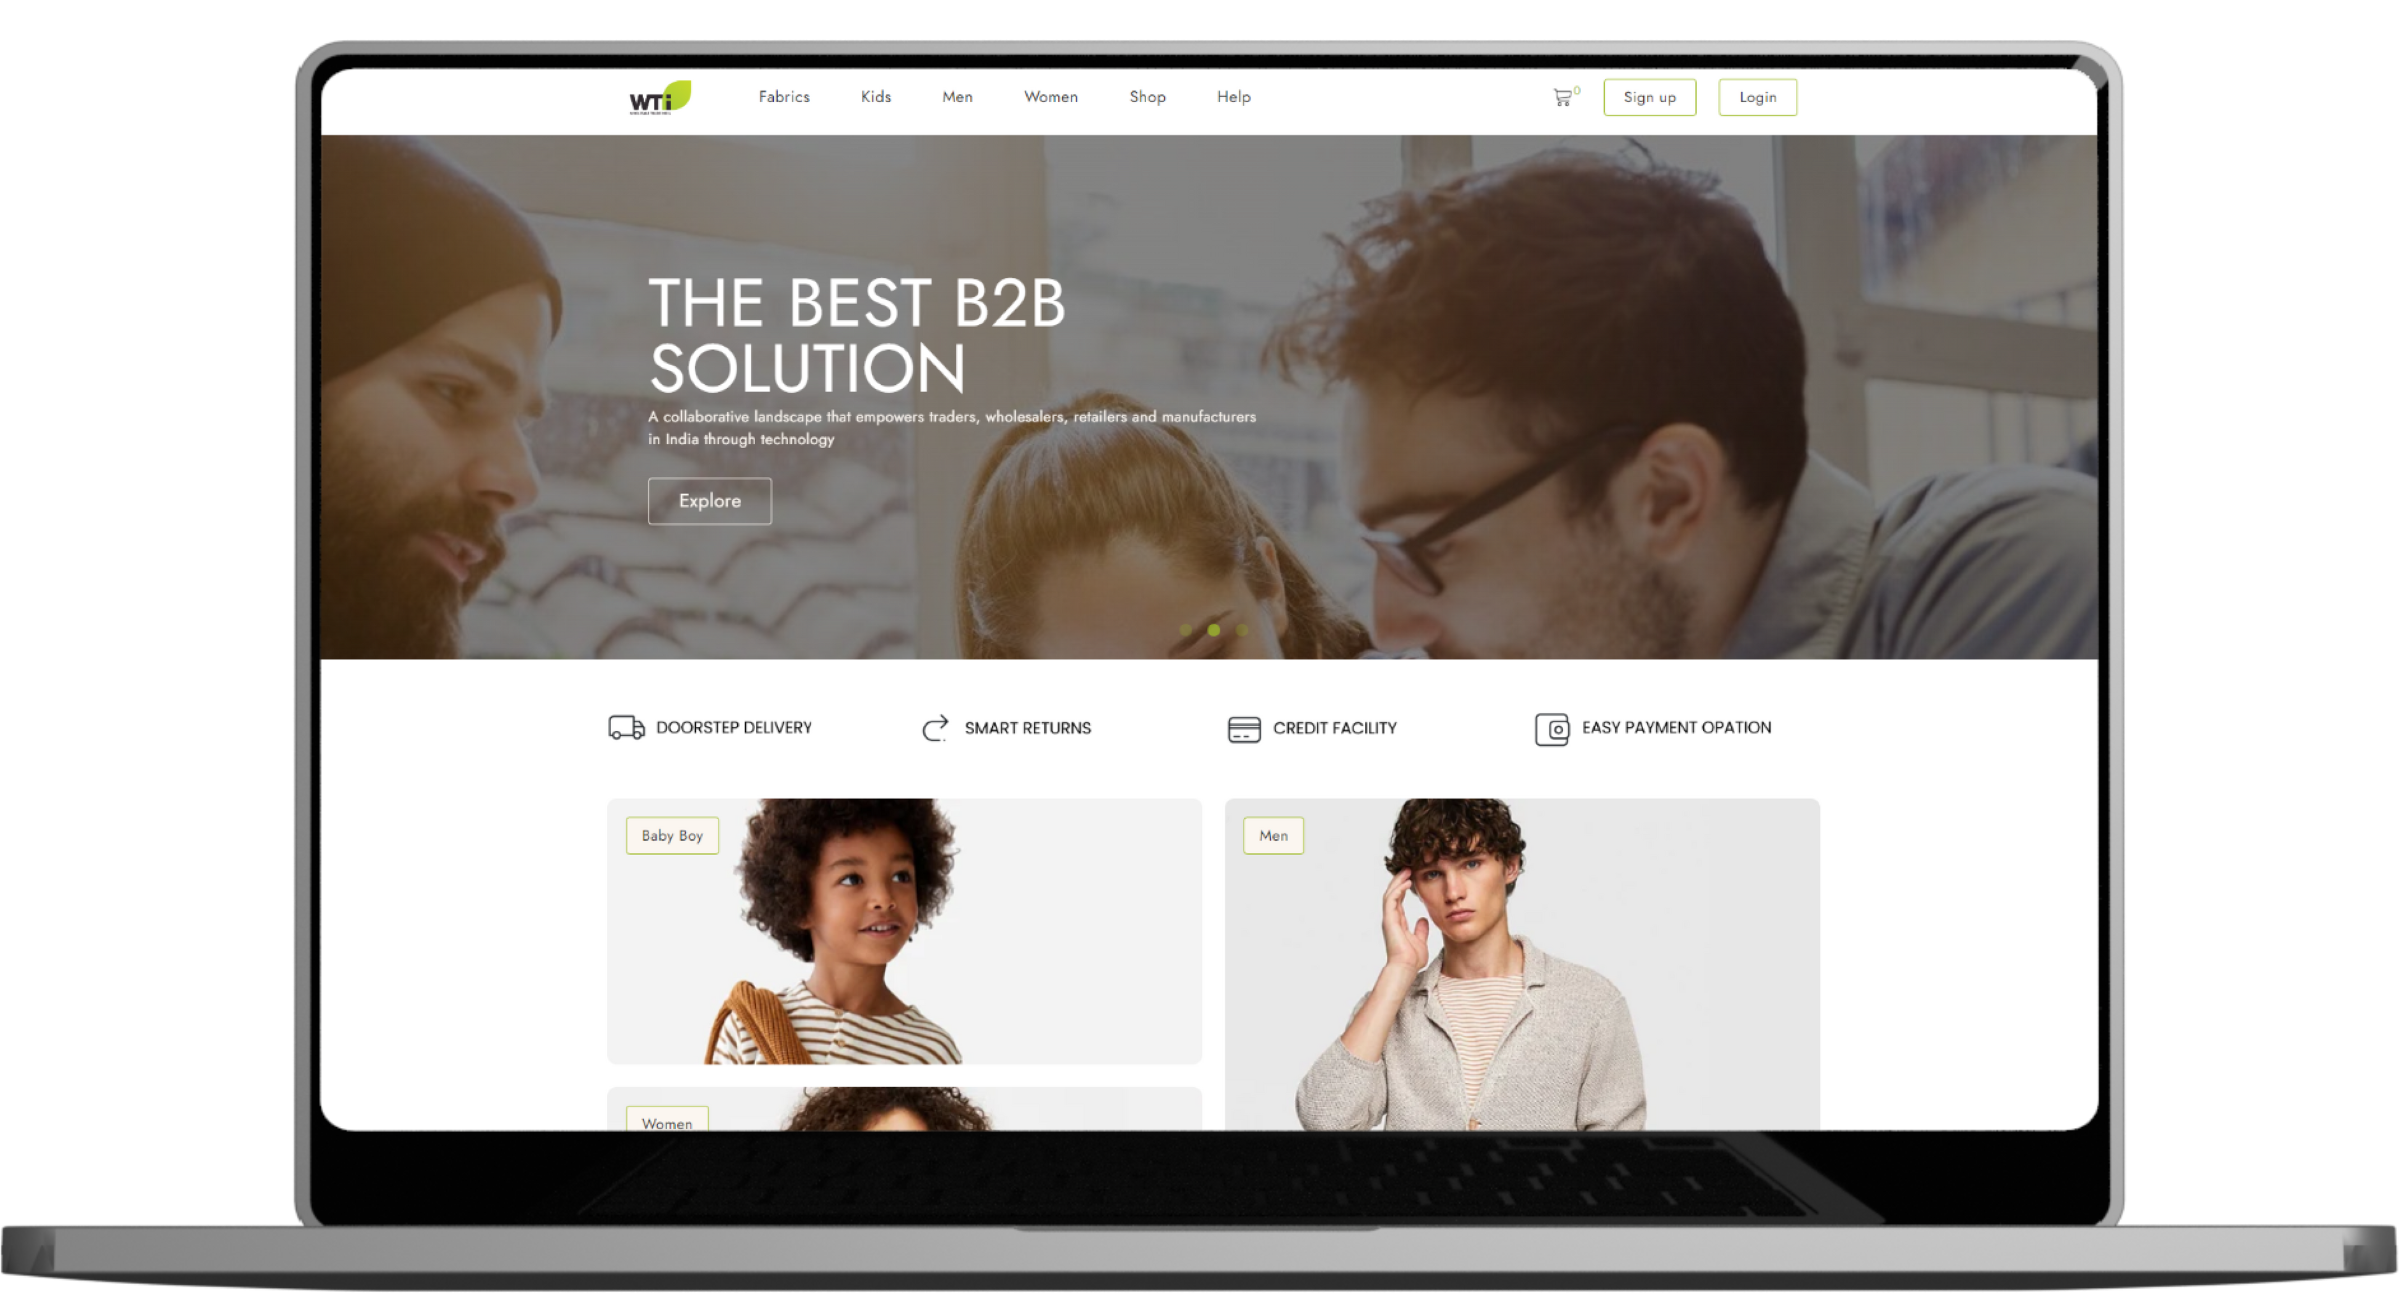 WTi
Fabrics Kids Men Women Shop Help 0 Sign up Login
THE BEST B2B
SOLUTION
A collaborative landscape that empowers traders, wholesalers, retailers and manufacturers
in India through technology
Explore
DOORSTEP DELIVERY SMART RETURNS CREDIT FACILITY EASY PAYMENT OPATION
Baby Boy
Men
Women